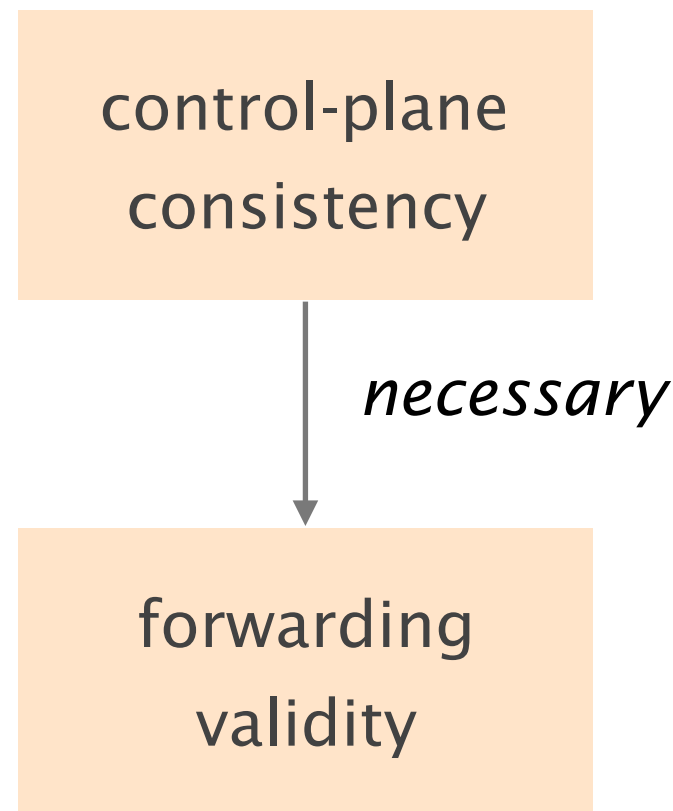 control-plane
consistency
necessary
forwarding
validity